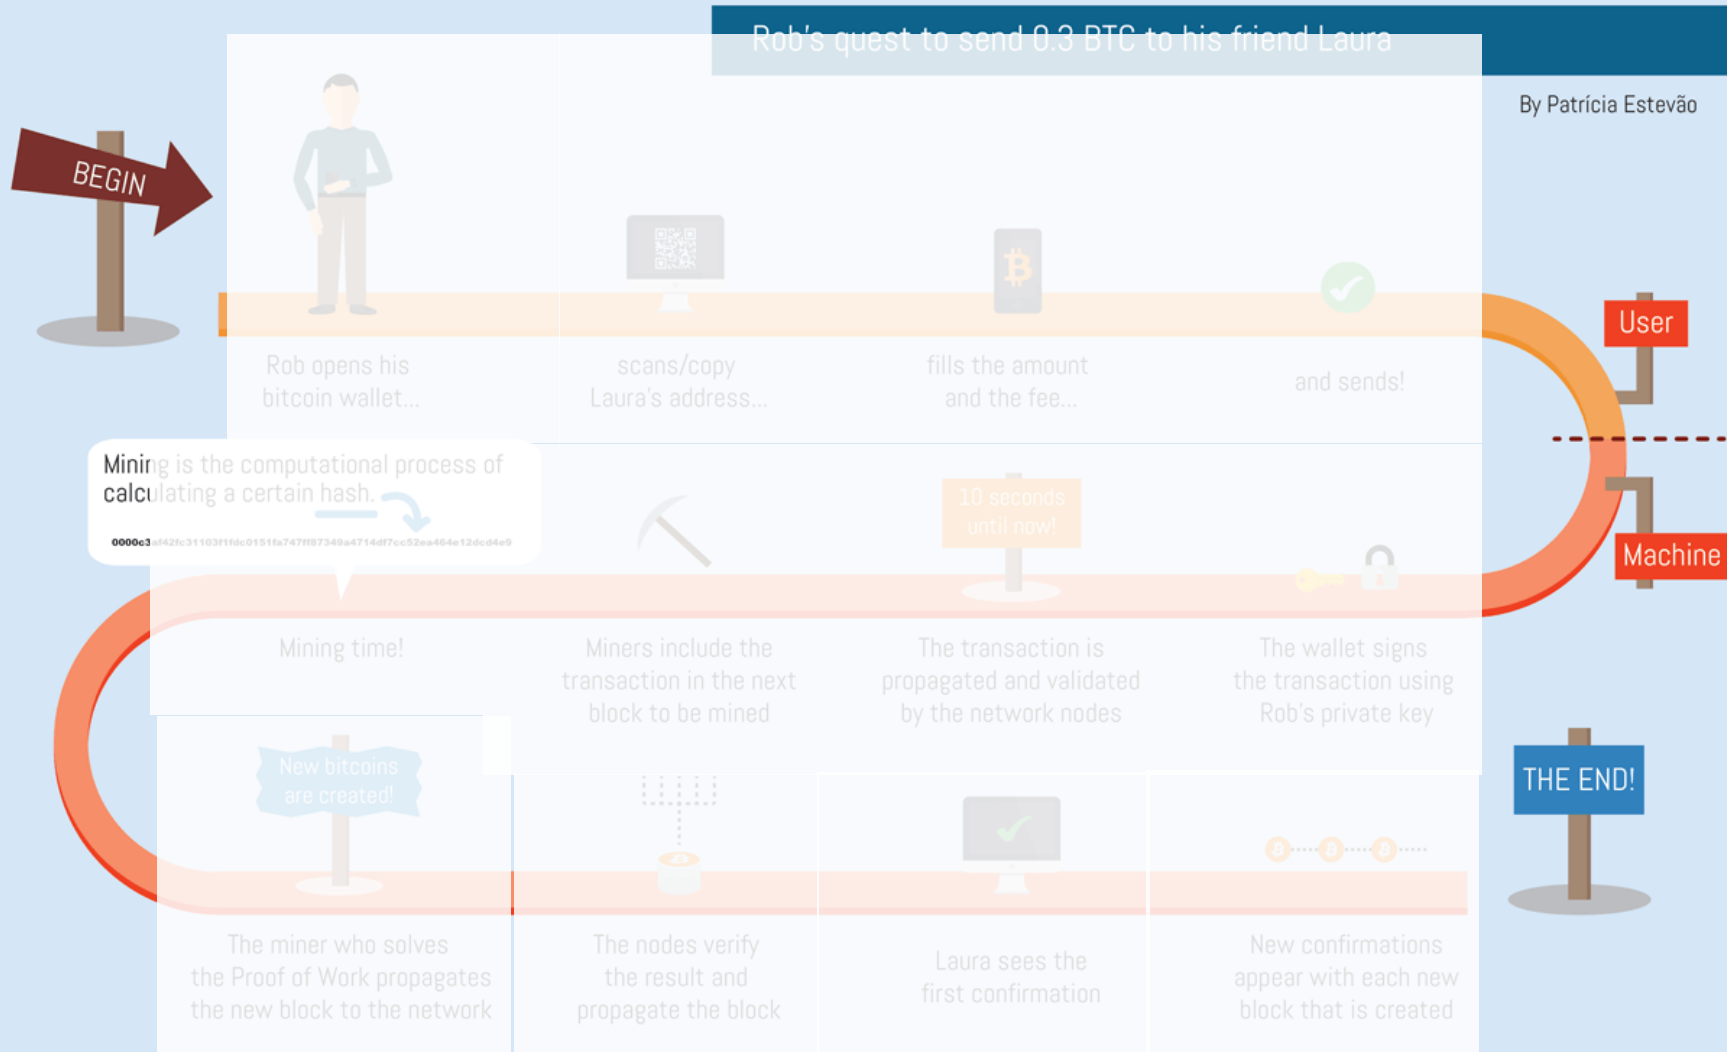 Rob's quest to send 0.3 BTC to his friend Laura
By Patrícia Estevão
BEGIN
User
Rob opens his
bitcoin wallet...
scans/copy
Laura's address...
fills the amount
and the fee...
and sends!
Mining is the computational process of
calculating a certain hash.
0000c3af42fc31103f1fdc0151fa747ff87349a4714df7cc52ea464e12dcd4e9
10 seconds
until now!
Machine
Mining time!
Miners include the
transaction in the next
block to be mined
The transaction is
propagated and validated
by the network nodes
The wallet signs
the transaction using
Rob's private key
New bitcoins
are created!
THE END!
The miner who solves
the Proof of Work propagates
the new block to the network
The nodes verify
the result and
propagate the block
Laura sees the
first confirmation
New confirmations
appear with each new
block that is created